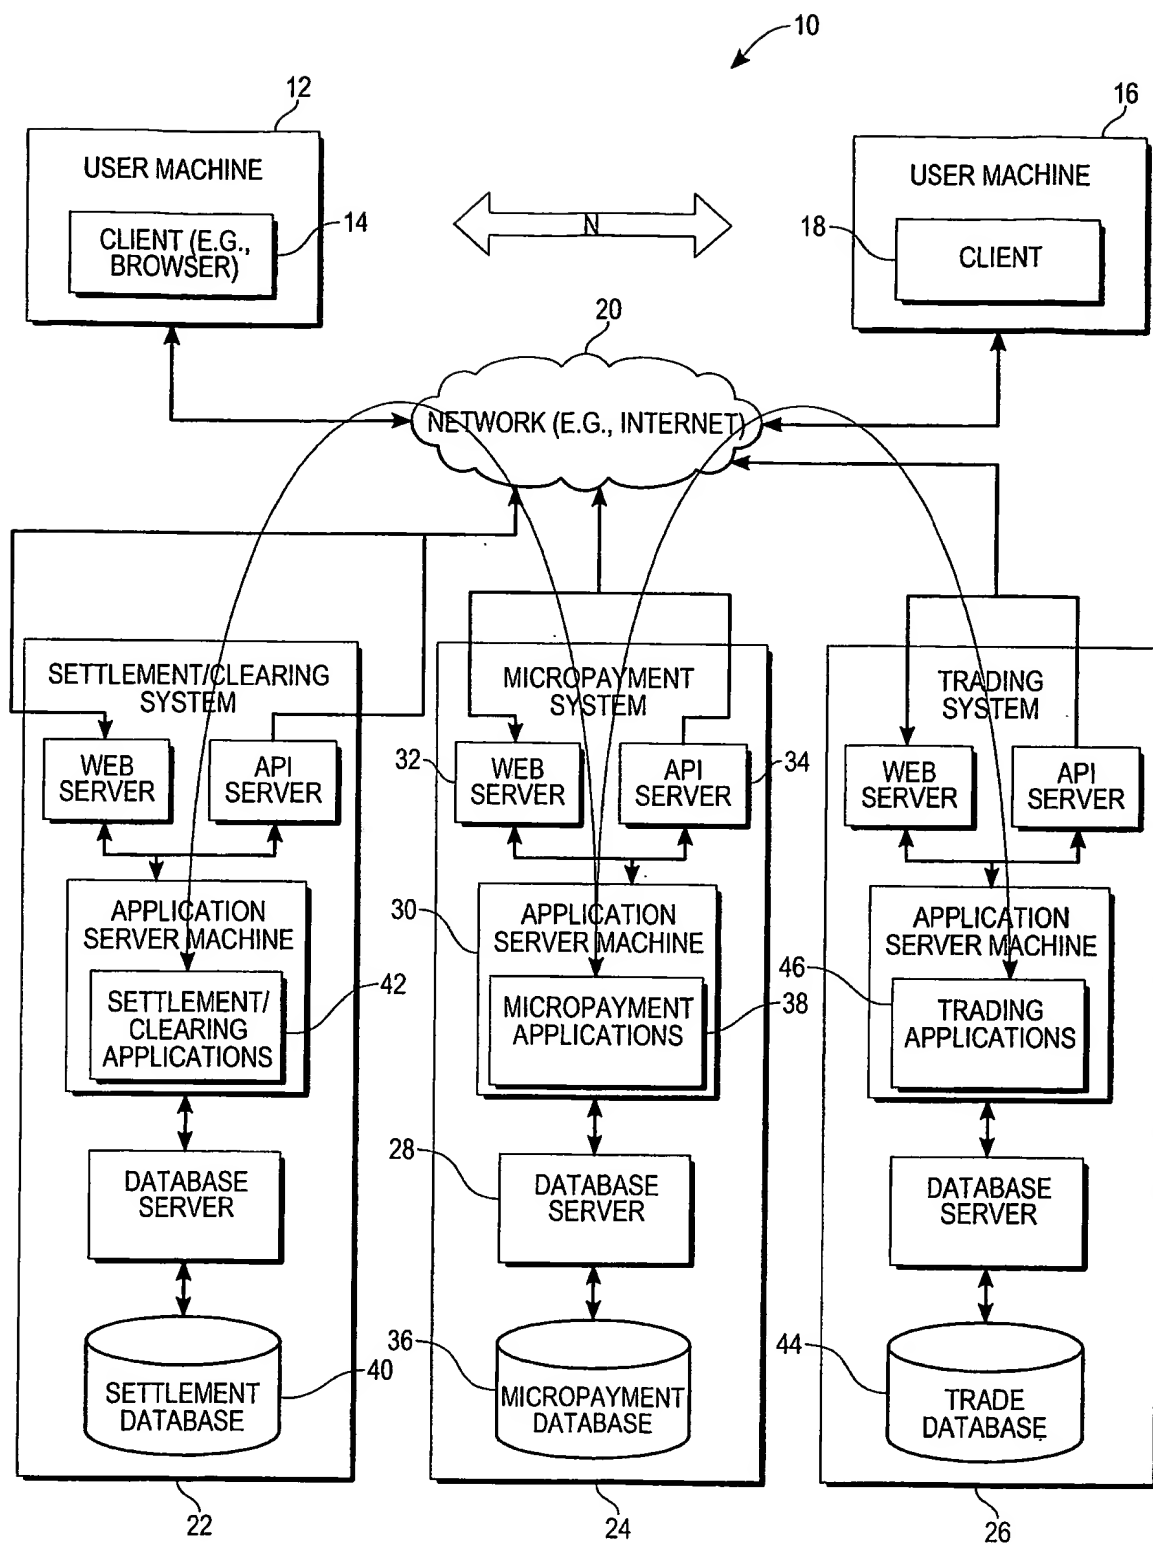 10
12
16
USER MACHINE
CLIENT (E.G.,
BROWSER)
14
N
USER MACHINE
18
CLIENT
20
NETWORK (E.G., INTERNET)
SETTLEMENT/CLEARING
SYSTEM
WEB
SERVER
API
SERVER
APPLICATION
SERVER MACHINE
SETTLEMENT/
CLEARING
APPLICATIONS
42
DATABASE
SERVER
SETTLEMENT
DATABASE
40
22
MICROPAYMENT
SYSTEM
32
WEB
SERVER
API
SERVER
34
30
APPLICATION
SERVER MACHINE
MICROPAYMENT
APPLICATIONS
38
28
DATABASE
SERVER
36
MICROPAYMENT
DATABASE
24
TRADING
SYSTEM
WEB
SERVER
API
SERVER
APPLICATION
SERVER MACHINE
46
TRADING
APPLICATIONS
DATABASE
SERVER
44
TRADE
DATABASE
26